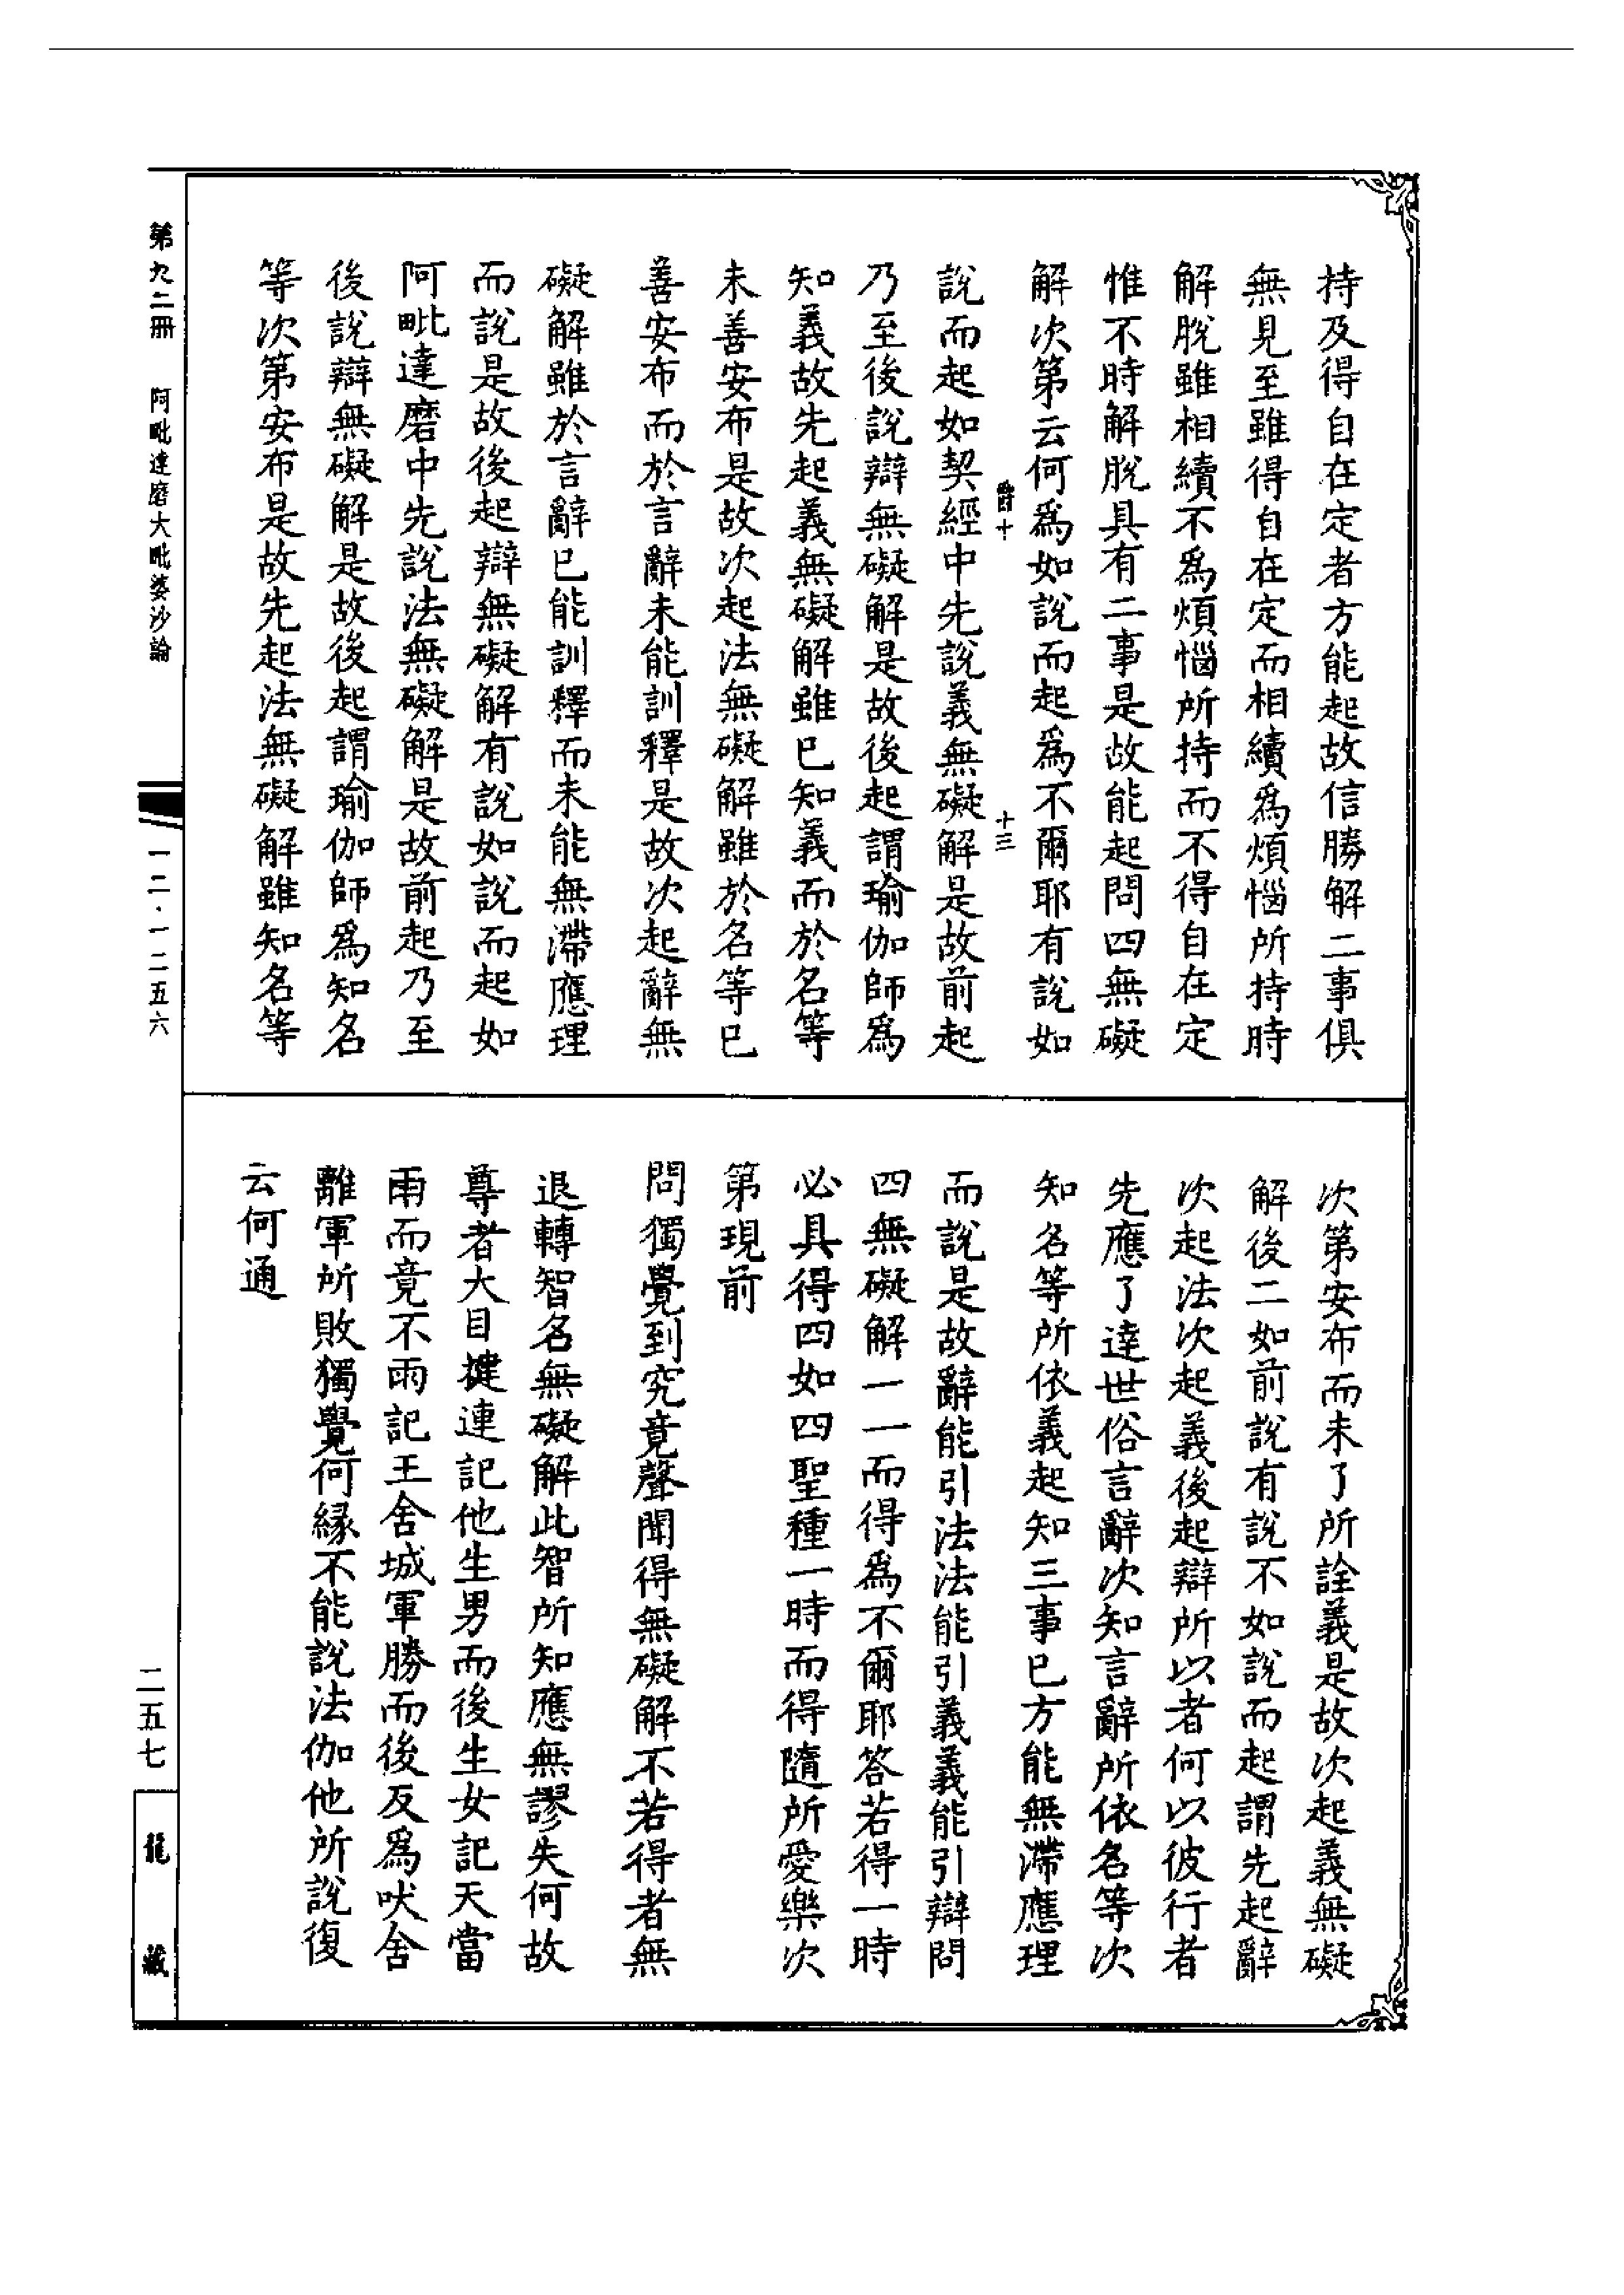 持及得自在定者方能起故信勝解二事俱
無見至雖得自在定而相續爲煩惱所持時
解脫雖相續不爲煩惱所持而不得自在定
惟不時解脫具有二事是故能起問四無礙
解次第云何爲如說而起爲不爾耶有說如
爵十
十三
說而起如契經中先說義無礙解是故前起
乃至後說辯無礙解是故後起謂瑜伽師爲
知義故先起義無礙解雖已知義而於名等
未善安布是故次起法無礙解雖於名等已
善安布而於言辭未能訓釋是故次起辭無
礙解雖於言辭已能訓釋而未能無滯應理
而說是故後起辯無礙解有說如說而起如
阿毗達磨中先說法無礙解是故前起乃至
後說辯無礙解是故後起謂瑜伽師爲知名
等次第安布是故先起法無礙解雖知名等
次第安布而未了所詮義是故次起義無礙
解後二如前說有說不如說而起謂先起辭
次起法次起義後起辯所以者何以彼行者
先應了達世俗言辭次知言辭所依名等次
知名等所依義起知三事已方能無滯應理
而說是故辭能引法法能引義義能引辯問
四無礙解一一而得爲不爾耶答若得一時
必具得四如四聖種一時而得隨所愛樂次
第現前
問獨覺到究竟聲聞得無礙解不若得者無
退轉智名無礙解此智所知應無謬失何故
尊者大目揵連記他生男而後生女記天當
雨而竟不雨記王舍城軍勝而後反爲吠舍
離軍所敗獨覺何緣不能說法伽他所說復
云何通
第九二冊 阿毗達磨大毗婆沙論
一二·一二五六
二五七
龍藏